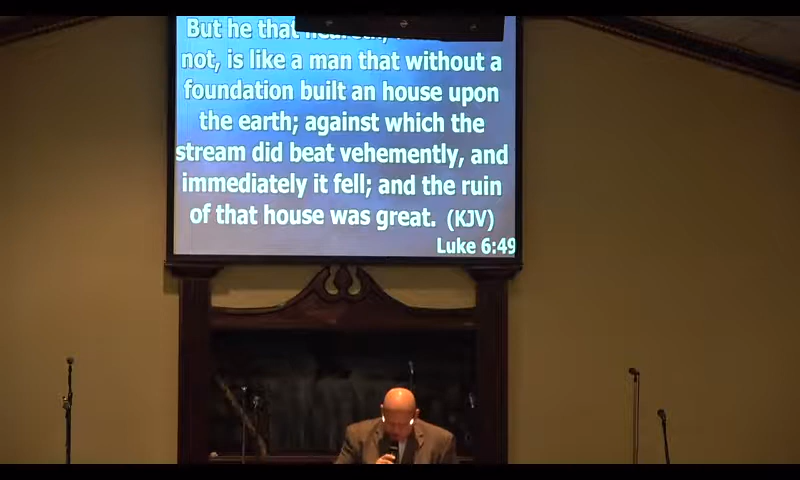 But he that
not, is like a man that without a
foundation built an house upon
the earth; against which the
stream did beat vehemently, and
immediately it fell; and the ruin
of that house was great. (KJV)
Luke 6:49